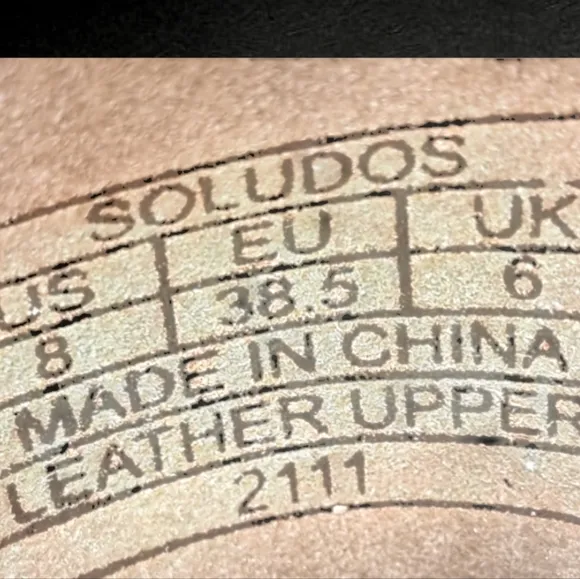 SOLUDOS
US EU UK
8 38.5 6
MADE IN CHINA
LEATHER UPPER
2111